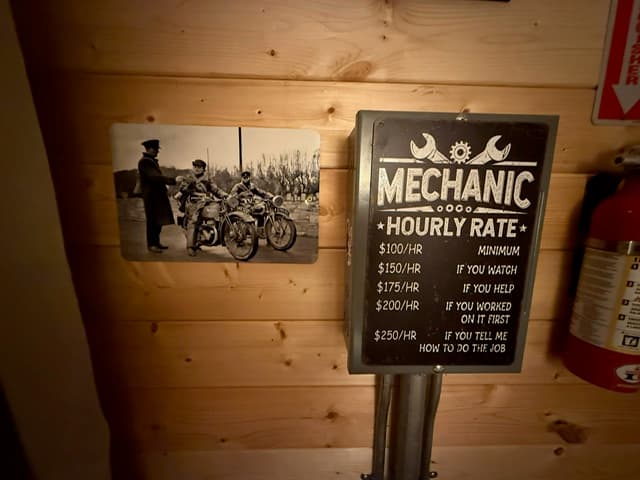 MECHANIC
HOURLY RATE
$100/HR MINIMUM
$150/HR IF YOU WATCH
$175/HR IF YOU HELP
$200/HR IF YOU WORKED
ON IT FIRST
$250/HR IF YOU TELL ME
HOW TO DO THE JOB